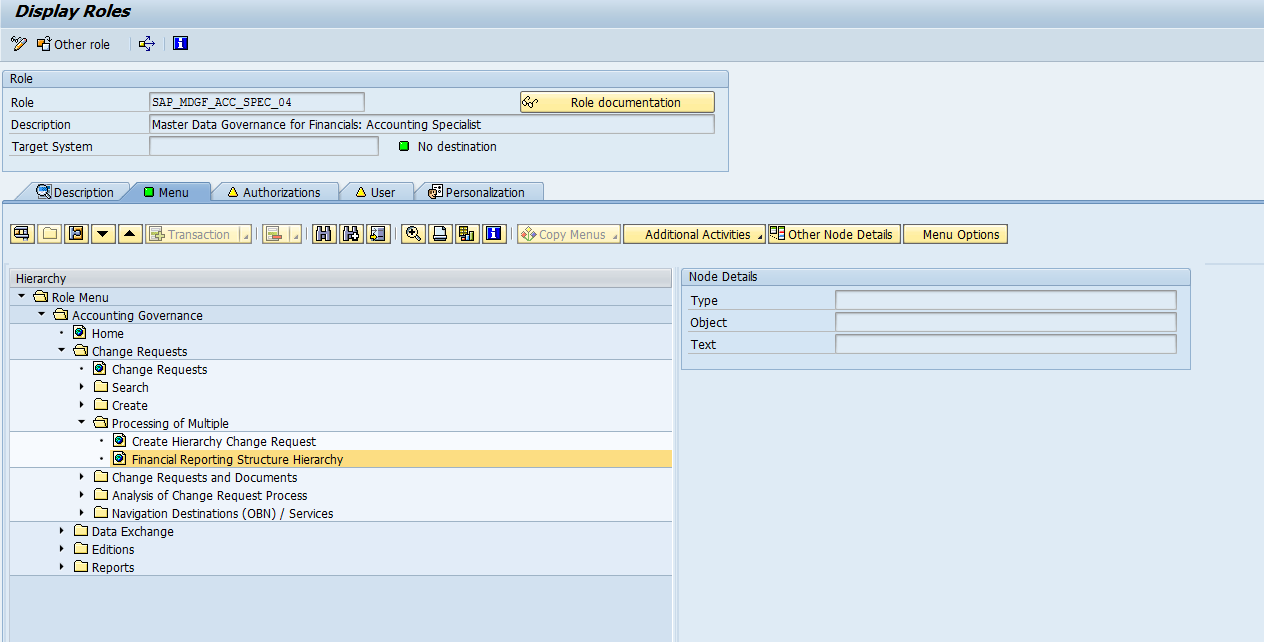 Display Roles
Other role
Role
Role SAP_MDGF_ACC_SPEC_04 Role documentation
Description Master Data Governance for Financials: Accounting Specialist
Target System No destination
Description Menu Authorizations User Personalization
Transaction Copy Menus Additional Activities Other Node Details Menu Options
Hierarchy
Role Menu
Accounting Governance
Home
Change Requests
Change Requests
Search
Create
Processing of Multiple
Create Hierarchy Change Request
Financial Reporting Structure Hierarchy
Change Requests and Documents
Analysis of Change Request Process
Navigation Destinations (OBN) / Services
Data Exchange
Editions
Reports
Node Details
Type
Object
Text